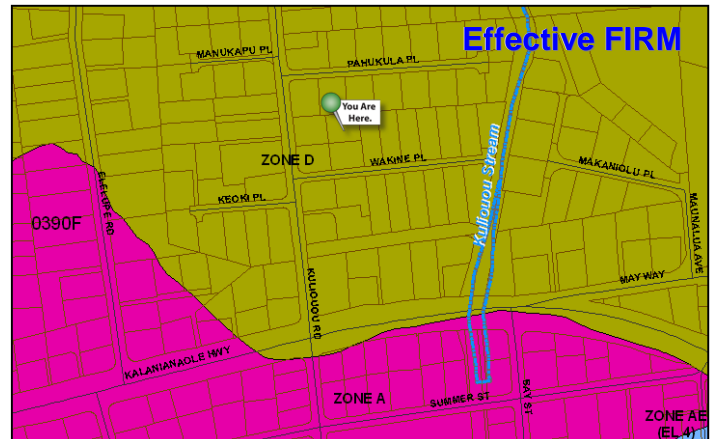 Effective FIRM
MANUKAPU PL
PAHUKULA PL
You Are
Here.
ZONE D
WAKINE PL
MAKANIOLU PL
Kuliouou Stream
ELELUPE RD
KEOKI PL
0390F
MAUNALUA AVE
KULIOUOU RD
MAY WAY
KALANIANAOLE HWY
ZONE A
SUMMER ST
BAY ST
ZONE AE
(EL 4)